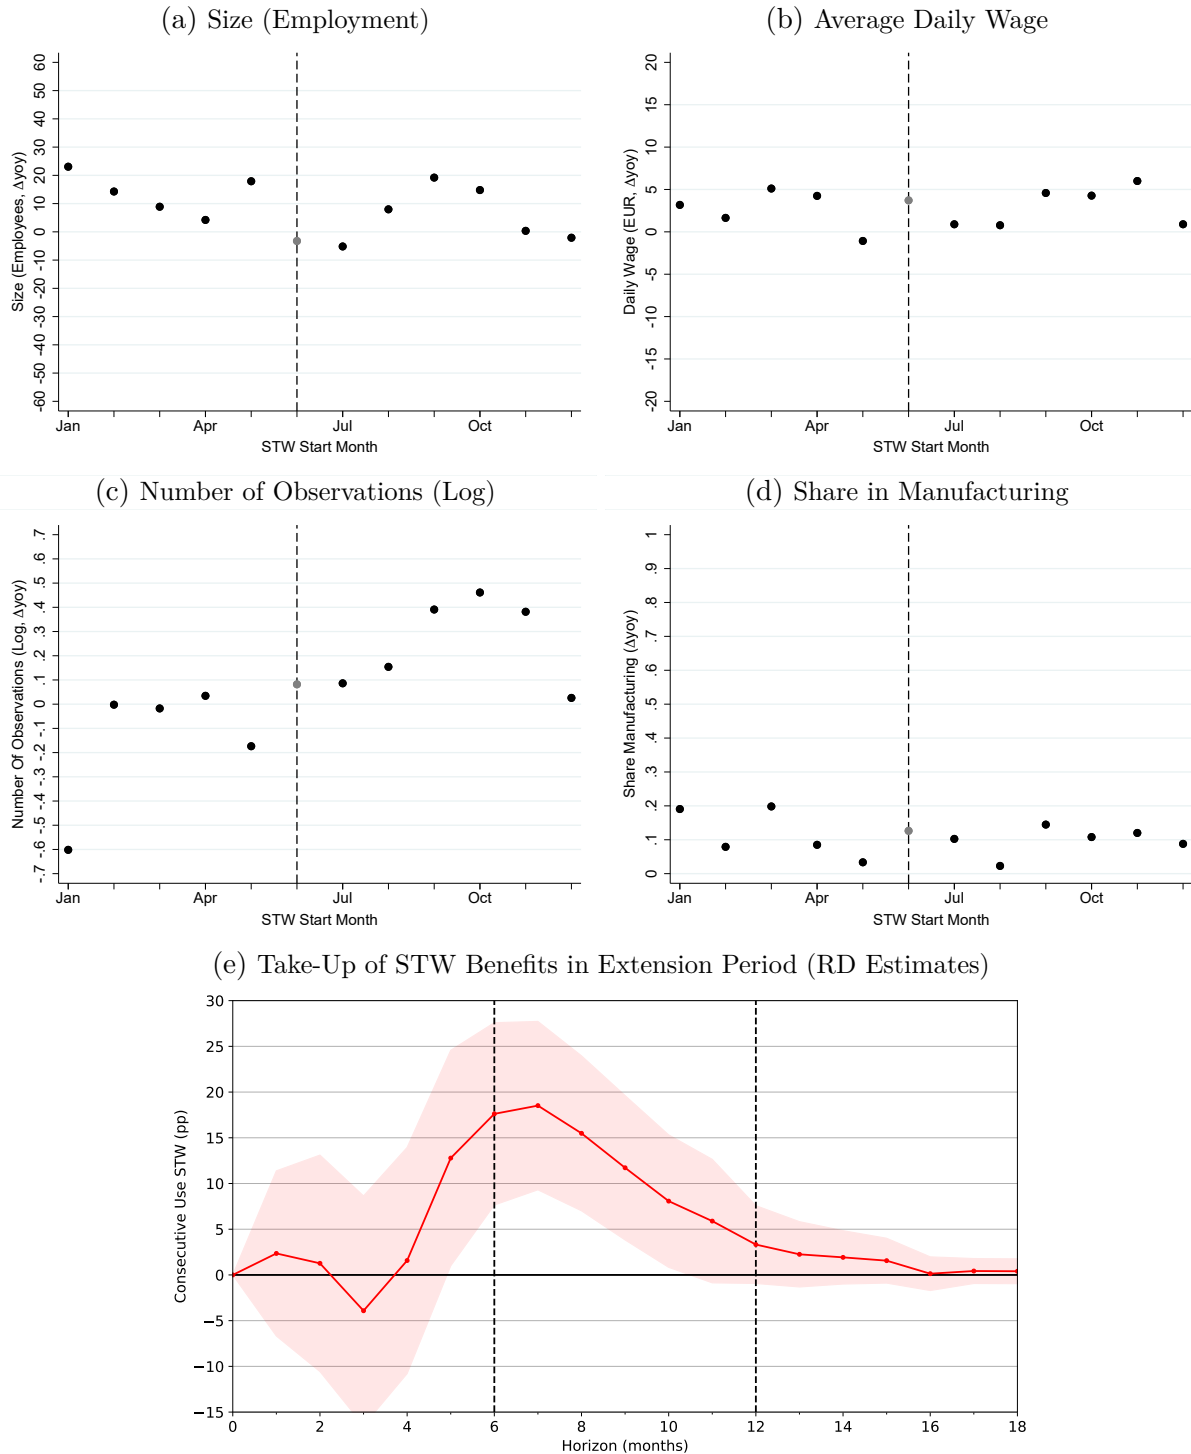 (a) Size (Employment)
60
50
40
30
20
10
0
-10
-20
-30
-40
-50
-60
Size (Employees, Δyoy)
Jan
Apr
Jul
Oct
STW Start Month
(b) Average Daily Wage
20
15
10
5
0
-5
-10
-15
-20
Daily Wage (EUR, Δyoy)
Jan
Apr
Jul
Oct
STW Start Month
(c) Number of Observations (Log)
.7
.6
.5
.4
.3
.2
.1
0
-.1
-.2
-.3
-.4
-.5
-.6
-.7
Number Of Observations (Log, Δyoy)
Jan
Apr
Jul
Oct
STW Start Month
(d) Share in Manufacturing
1
.9
.8
.7
.6
.5
.4
.3
.2
.1
0
Share Manufacturing (Δyoy)
Jan
Apr
Jul
Oct
STW Start Month
(e) Take-Up of STW Benefits in Extension Period (RD Estimates)
30
25
20
15
10
5
0
−5
−10
−15
Consecutive Use STW (pp)
0
2
4
6
8
10
12
14
16
18
Horizon (months)